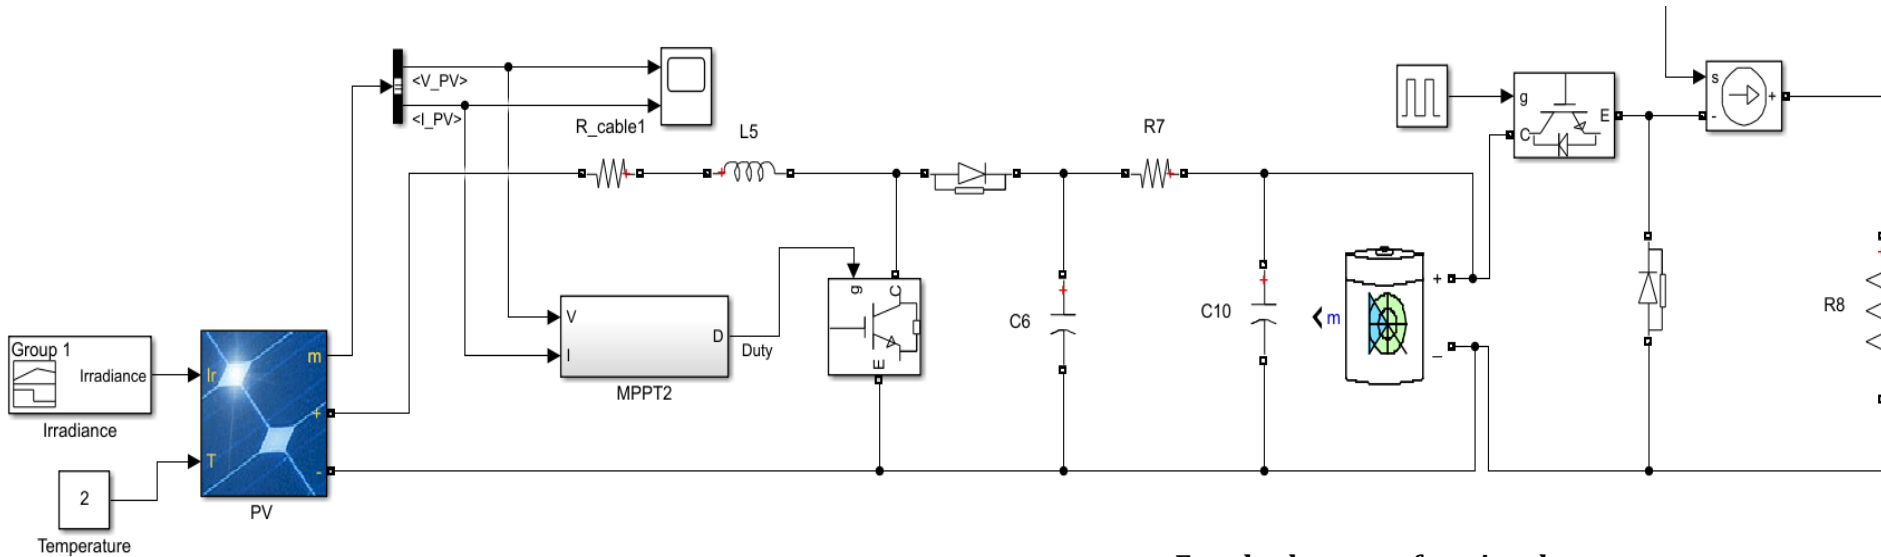 <V_PV>
<I_PV>
R_cable1
L5
R7
g
C
E
s
-
+
g
C
E
C6
C10
m
+
_
R8
V
I
D
Duty
MPPT2
Group 1
Irradiance
Irradiance
Ir
m
+
T
-
PV
2
Temperature